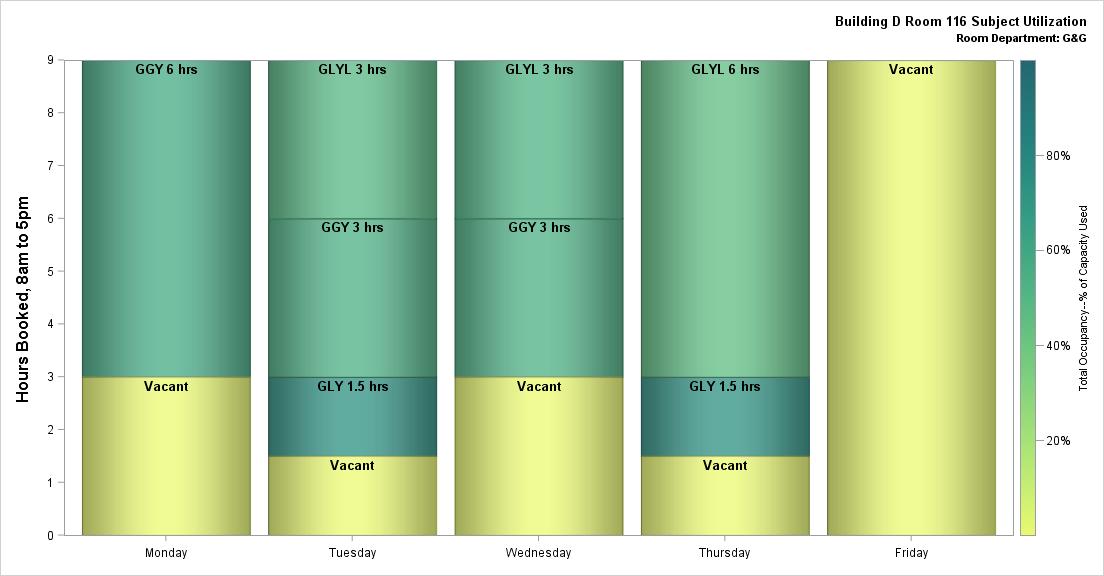 Building D Room 116 Subject Utilization
Room Department: G&G
Hours Booked, 8am to 5pm
9
8
7
6
5
4
3
2
1
0
GGY 6 hrs
Vacant
GLYL 3 hrs
GGY 3 hrs
GLY 1.5 hrs
Vacant
GLYL 3 hrs
GGY 3 hrs
Vacant
GLYL 6 hrs
GLY 1.5 hrs
Vacant
Vacant
Monday
Tuesday
Wednesday
Thursday
Friday
80%
60%
40%
20%
Total Occupancy--% of Capacity Used